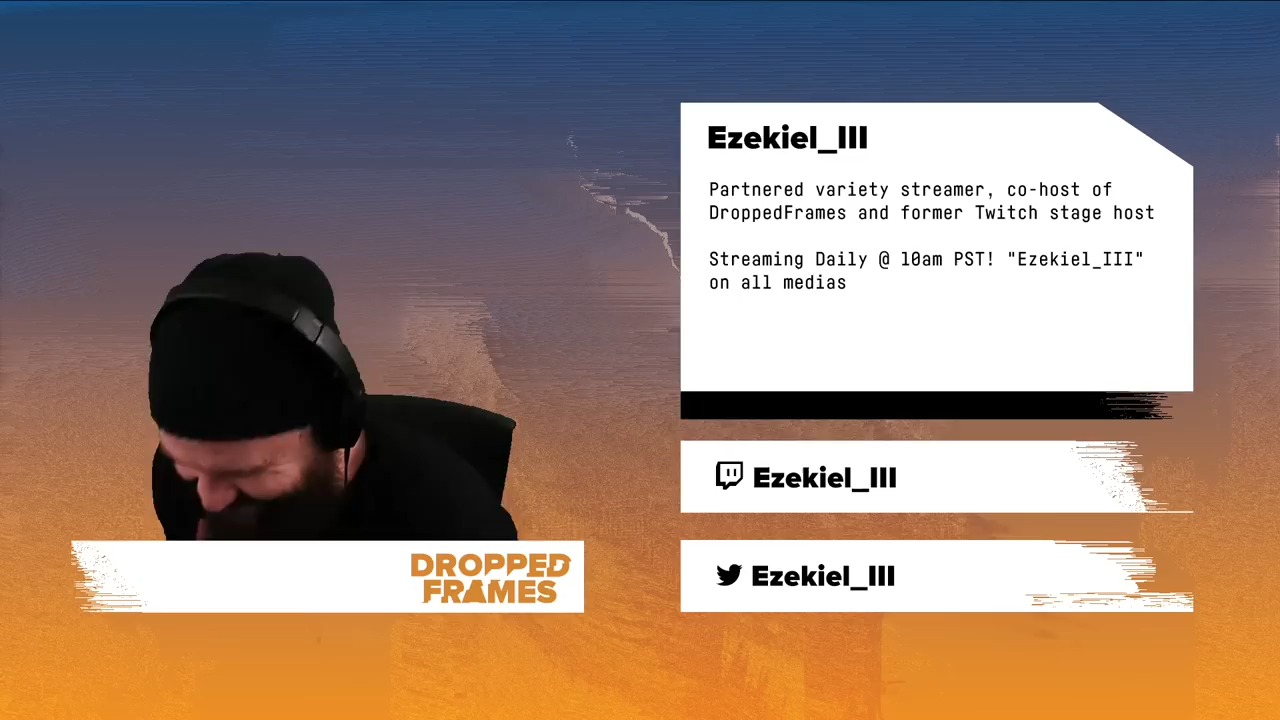 Ezekiel_III
Partnered variety streamer, co-host of
DroppedFrames and former Twitch stage host
Streaming Daily @ 10am PST! "Ezekiel_III"
on all medias
Ezekiel_III
Ezekiel_III
DROPPED
FRAMES